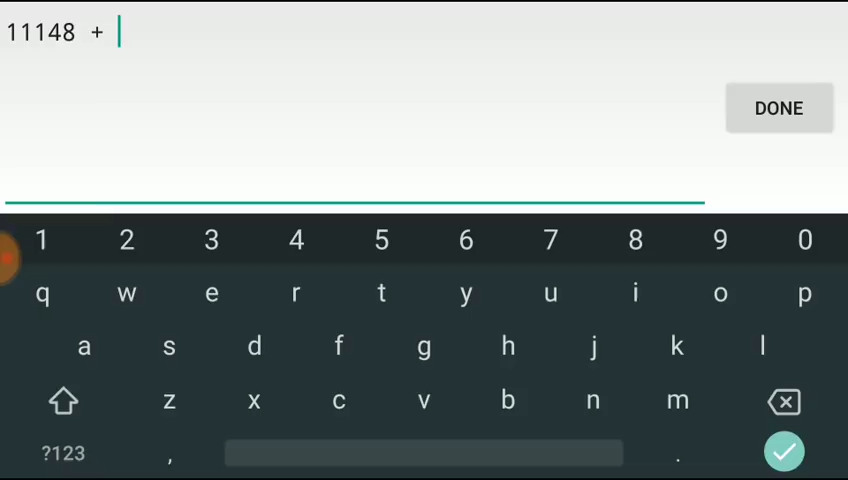 11148 +
DONE
1 2 3 4 5 6 7 8 9 0
q w e r t y u i o p
a s d f g h j k l
z x c v b n m
?123 , .